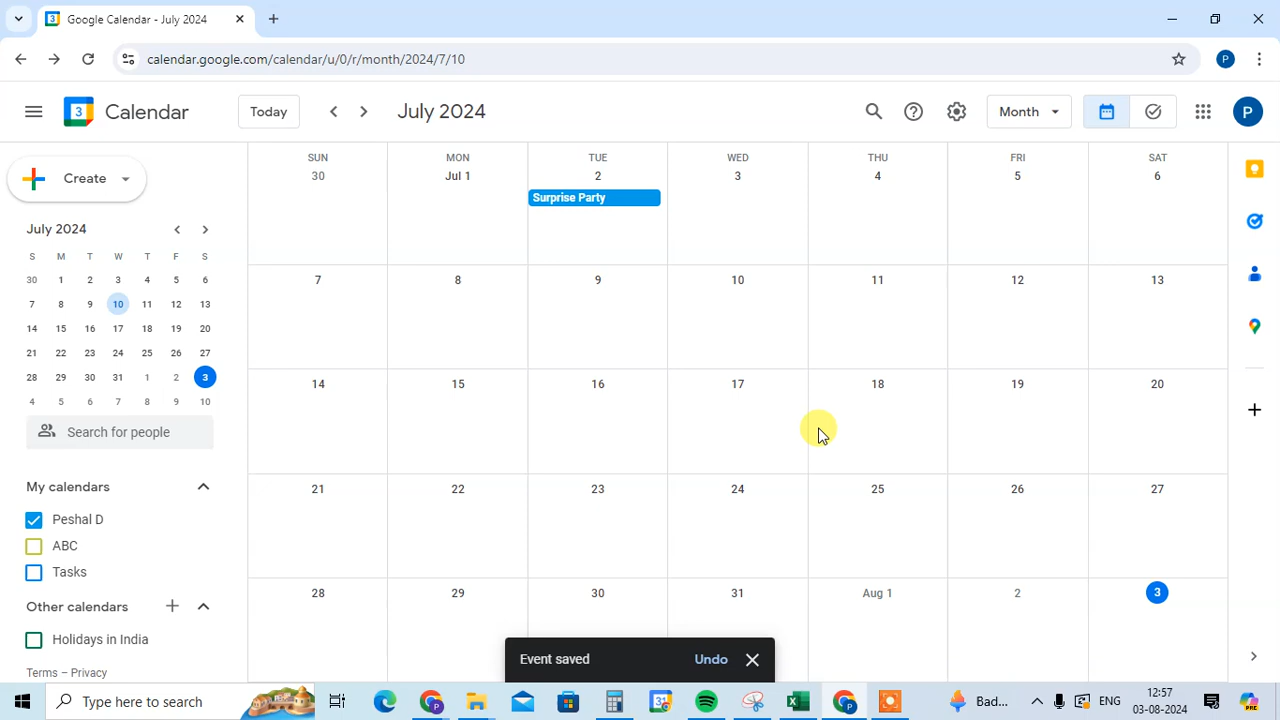 Google Calendar - July 2024
calendar.google.com/calendar/u/0/r/month/2024/7/10
P
3 Calendar Today July 2024 Month P
Create
July 2024
S M T W T F S
30 1 2 3 4 5 6
7 8 9 10 11 12 13
14 15 16 17 18 19 20
21 22 23 24 25 26 27
28 29 30 31 1 2 3
4 5 6 7 8 9 10
Search for people
My calendars
Peshal D
ABC
Tasks
Other calendars
Holidays in India
Terms – Privacy
SUN MON TUE WED THU FRI SAT
30 Jul 1 2 3 4 5 6
Surprise Party
7 8 9 10 11 12 13
14 15 16 17 18 19 20
21 22 23 24 25 26 27
28 29 30 31 Aug 1 2 3
Event saved Undo
Type here to search
31
Bad...
ENG
12:57
03-08-2024
PRE